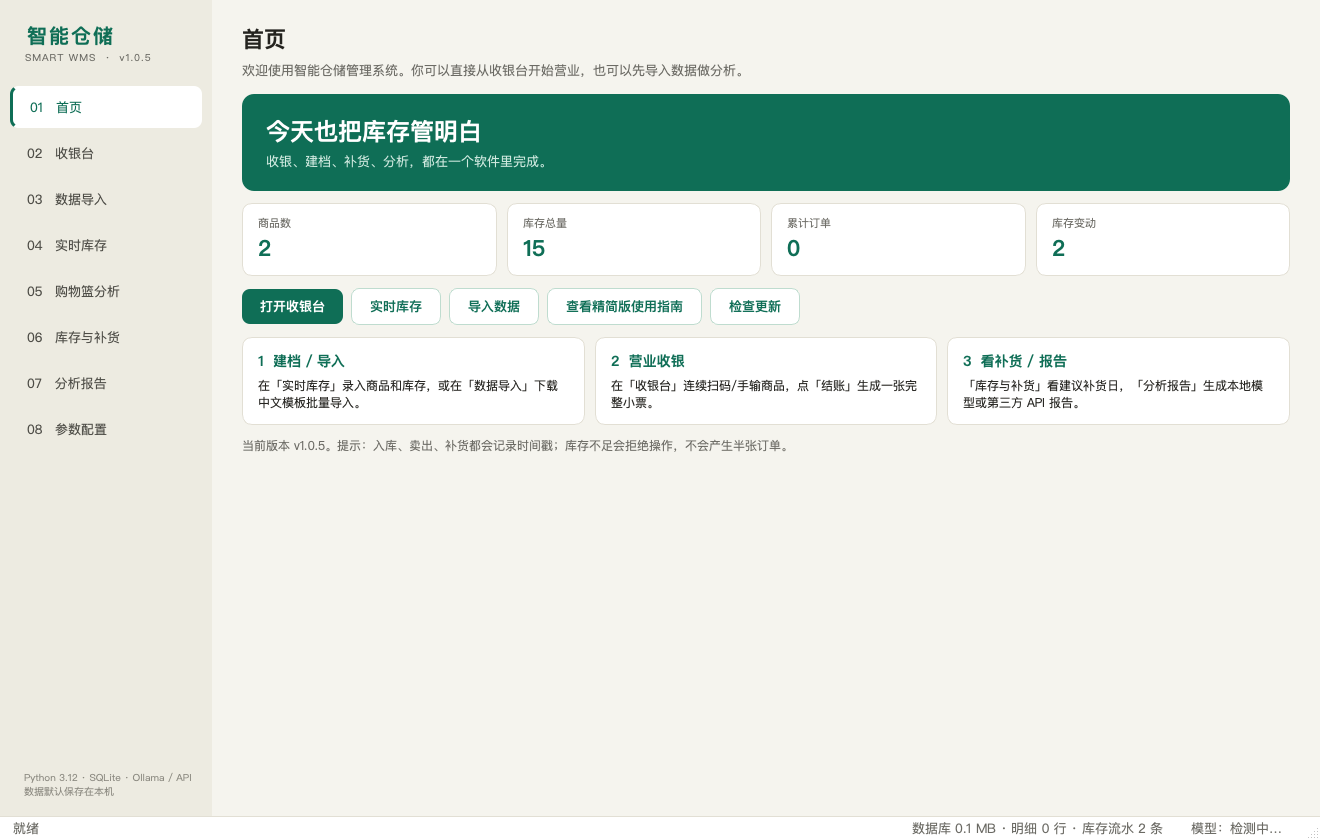 智能仓储
SMART WMS · v1.0.5
01 首页
02 收银台
03 数据导入
04 实时库存
05 购物篮分析
06 库存与补货
07 分析报告
08 参数配置
Python 3.12 · SQLite · Ollama / API
数据默认保存在本机
首页
欢迎使用智能仓储管理系统。你可以直接从收银台开始营业，也可以先导入数据做分析。
今天也把库存管明白
收银、建档、补货、分析，都在一个软件里完成。
商品数
2
库存总量
15
累计订单
0
库存变动
2
打开收银台
实时库存
导入数据
查看精简版使用指南
检查更新
1 建档 / 导入
在「实时库存」录入商品和库存，或在「数据导入」下载
中文模板批量导入。
2 营业收银
在「收银台」连续扫码/手输商品，点「结账」生成一张完
整小票。
3 看补货 / 报告
「库存与补货」看建议补货日，「分析报告」生成本地模
型或第三方 API 报告。
当前版本 v1.0.5。提示：入库、卖出、补货都会记录时间戳；库存不足会拒绝操作，不会产生半张订单。
就绪
数据库 0.1 MB · 明细 0 行 · 库存流水 2 条
模型：检测中...